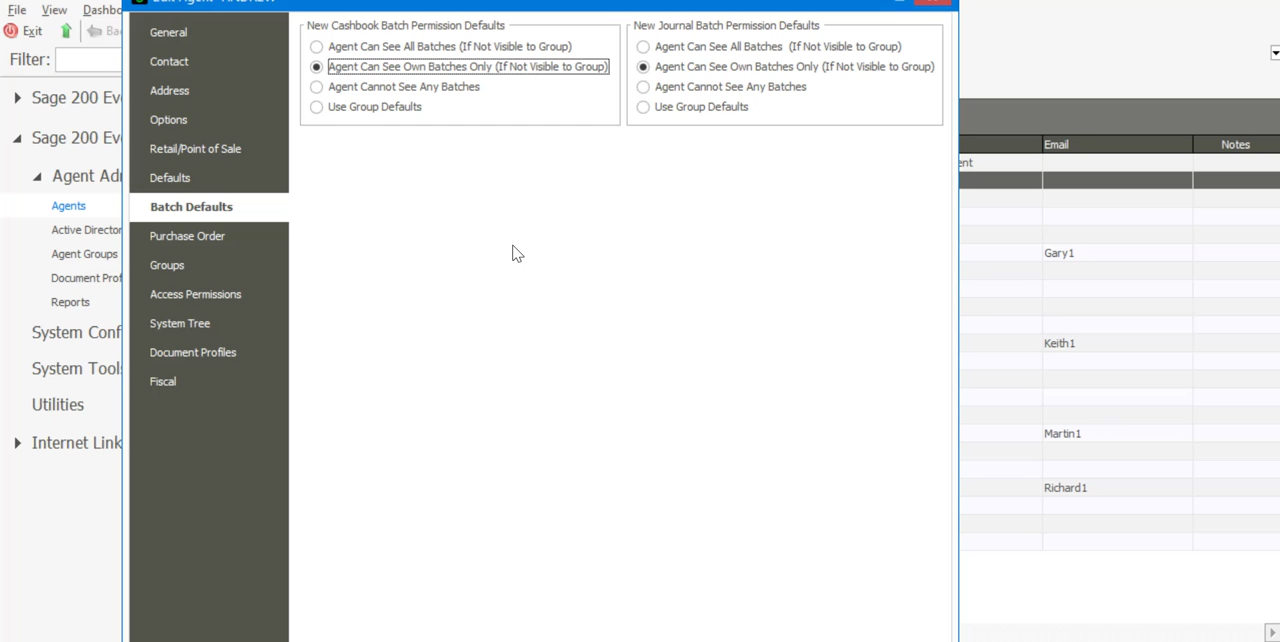 File View Dashbo
Exit Ba
Filter:
Sage 200 Evo
Sage 200 Evo
Agent Adm
Agents
Active Director
Agent Groups
Document Prof
Reports
System Conf
System Tool
Utilities
Internet Link
General
Contact
Address
Options
Retail/Point of Sale
Defaults
Batch Defaults
Purchase Order
Groups
Access Permissions
System Tree
Document Profiles
Fiscal
New Cashbook Batch Permission Defaults
Agent Can See All Batches (If Not Visible to Group)
Agent Can See Own Batches Only (If Not Visible to Group)
Agent Cannot See Any Batches
Use Group Defaults
New Journal Batch Permission Defaults
Agent Can See All Batches (If Not Visible to Group)
Agent Can See Own Batches Only (If Not Visible to Group)
Agent Cannot See Any Batches
Use Group Defaults
Email Notes
ent
Gary1
Keith1
Martin1
Richard1